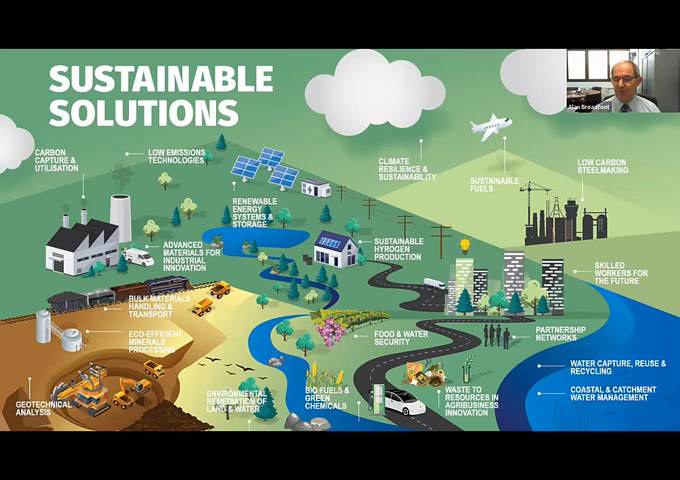 SUSTAINABLE
SOLUTIONS
Alan Broadfoot
CARBON
CAPTURE &
UTILISATION
LOW EMISSIONS
TECHNOLOGIES
CLIMATE
RESILIENCE &
SUSTAINABILITY
SUSTAINABLE
FUELS
LOW CARBON
STEELMAKING
RENEWABLE
ENERGY
SYSTEMS &
STORAGE
ADVANCED
MATERIALS FOR
INDUSTRIAL
INNOVATION
SUSTAINABLE
HYDROGEN
PRODUCTION
SKILLED
WORKERS FOR
THE FUTURE
BULK MATERIALS
HANDLING &
TRANSPORT
ECO-EFFICIENT
MINERALS
PROCESSING
FOOD & WATER
SECURITY
PARTNERSHIP
NETWORKS
WATER CAPTURE, REUSE &
RECYCLING
COASTAL & CATCHMENT
WATER MANAGEMENT
GEOTECHNICAL
ANALYSIS
ENVIRONMENTAL
REMEDIATION OF
LAND & WATER
BIO FUELS &
GREEN
CHEMICALS
WASTE TO
RESOURCES IN
AGRIBUSINESS
INNOVATION